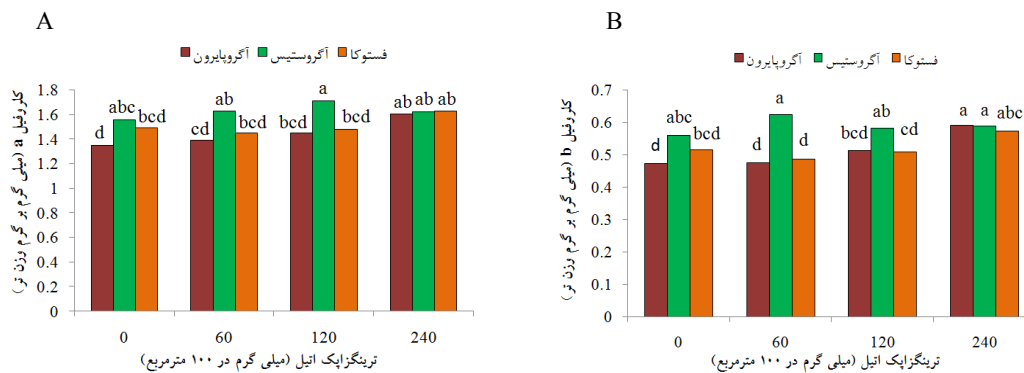 A
آگروپایرون آگروستیس فستوکا
کلروفیل a (میلی گرم بر گرم وزن تر)
1.8
1.6
1.4
1.2
1
0.8
0.6
0.4
0.2
0
d abc bcd cd ab bcd bcd a bcd ab ab ab
0 60 120 240
ترینگزاپک اتیل (میلی گرم در ۱۰۰ مترمربع)
B
آگروپایرون آگروستیس فستوکا
کلروفیل b (میلی گرم بر گرم وزن تر)
0.7
0.6
0.5
0.4
0.3
0.2
0.1
0
d abc bcd d a d bcd ab cd a a abc
0 60 120 240
ترینگزاپک اتیل (میلی گرم در ۱۰۰ مترمربع)